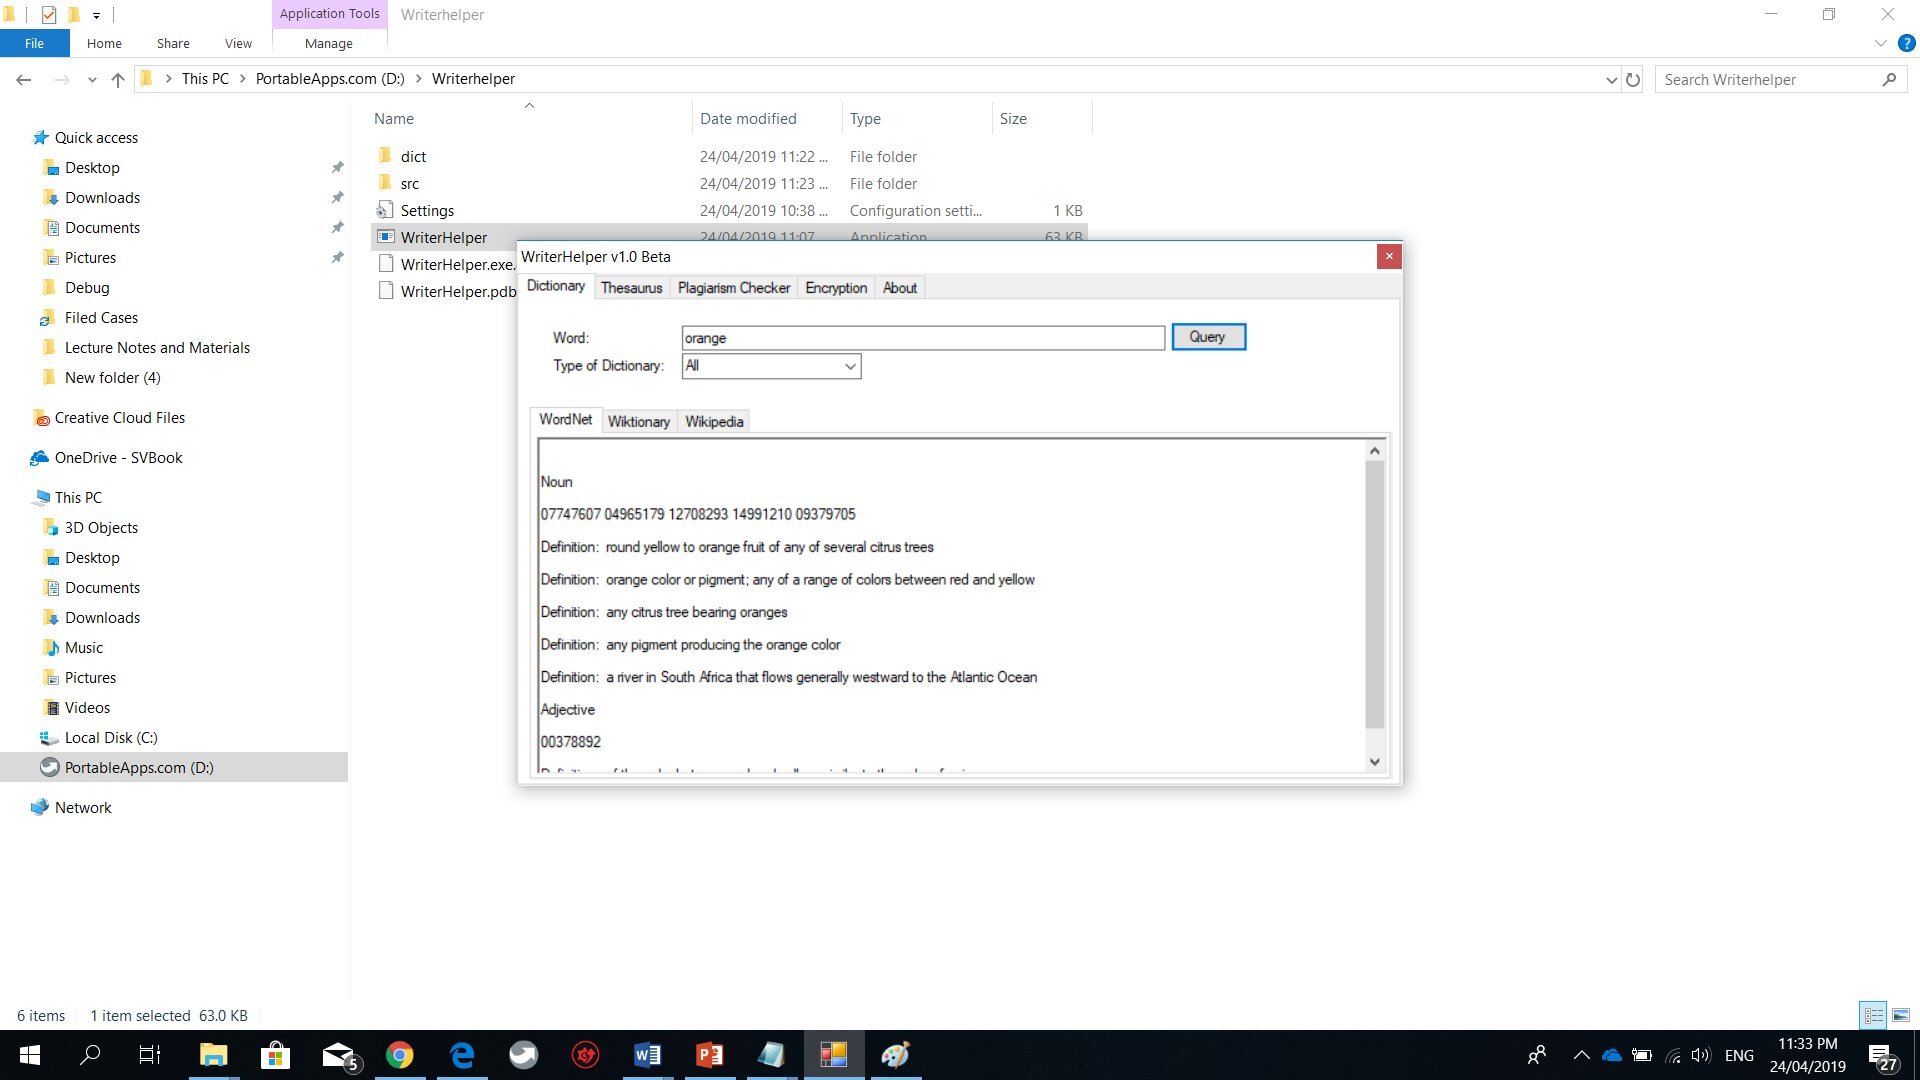 Application Tools Writerhelper
File Home Share View Manage
This PC PortableApps.com (D:) Writerhelper Search Writerhelper
Name Date modified Type Size
Quick access
Desktop
Downloads
Documents
Pictures
Debug
Filed Cases
Lecture Notes and Materials
New folder (4)
Creative Cloud Files
OneDrive - SVBook
This PC
3D Objects
Desktop
Documents
Downloads
Music
Pictures
Videos
Local Disk (C:)
PortableApps.com (D:)
Network
dict 24/04/2019 11:22 ... File folder
src 24/04/2019 11:23 ... File folder
Settings 24/04/2019 10:38 ... Configuration setti... 1 KB
WriterHelper 24/04/2019 11:07 Application 63 KB
WriterHelper.exe.
WriterHelper.pdb
WriterHelper v1.0 Beta
Dictionary Thesaurus Plagiarism Checker Encryption About
Word: orange Query
Type of Dictionary: All
WordNet Wiktionary Wikipedia
Noun
07747607 04965179 12708293 14991210 09379705
Definition: round yellow to orange fruit of any of several citrus trees
Definition: orange color or pigment; any of a range of colors between red and yellow
Definition: any citrus tree bearing oranges
Definition: any pigment producing the orange color
Definition: a river in South Africa that flows generally westward to the Atlantic Ocean
Adjective
00378892
6 items 1 item selected 63.0 KB
5 ENG 11:33 PM
24/04/2019 27